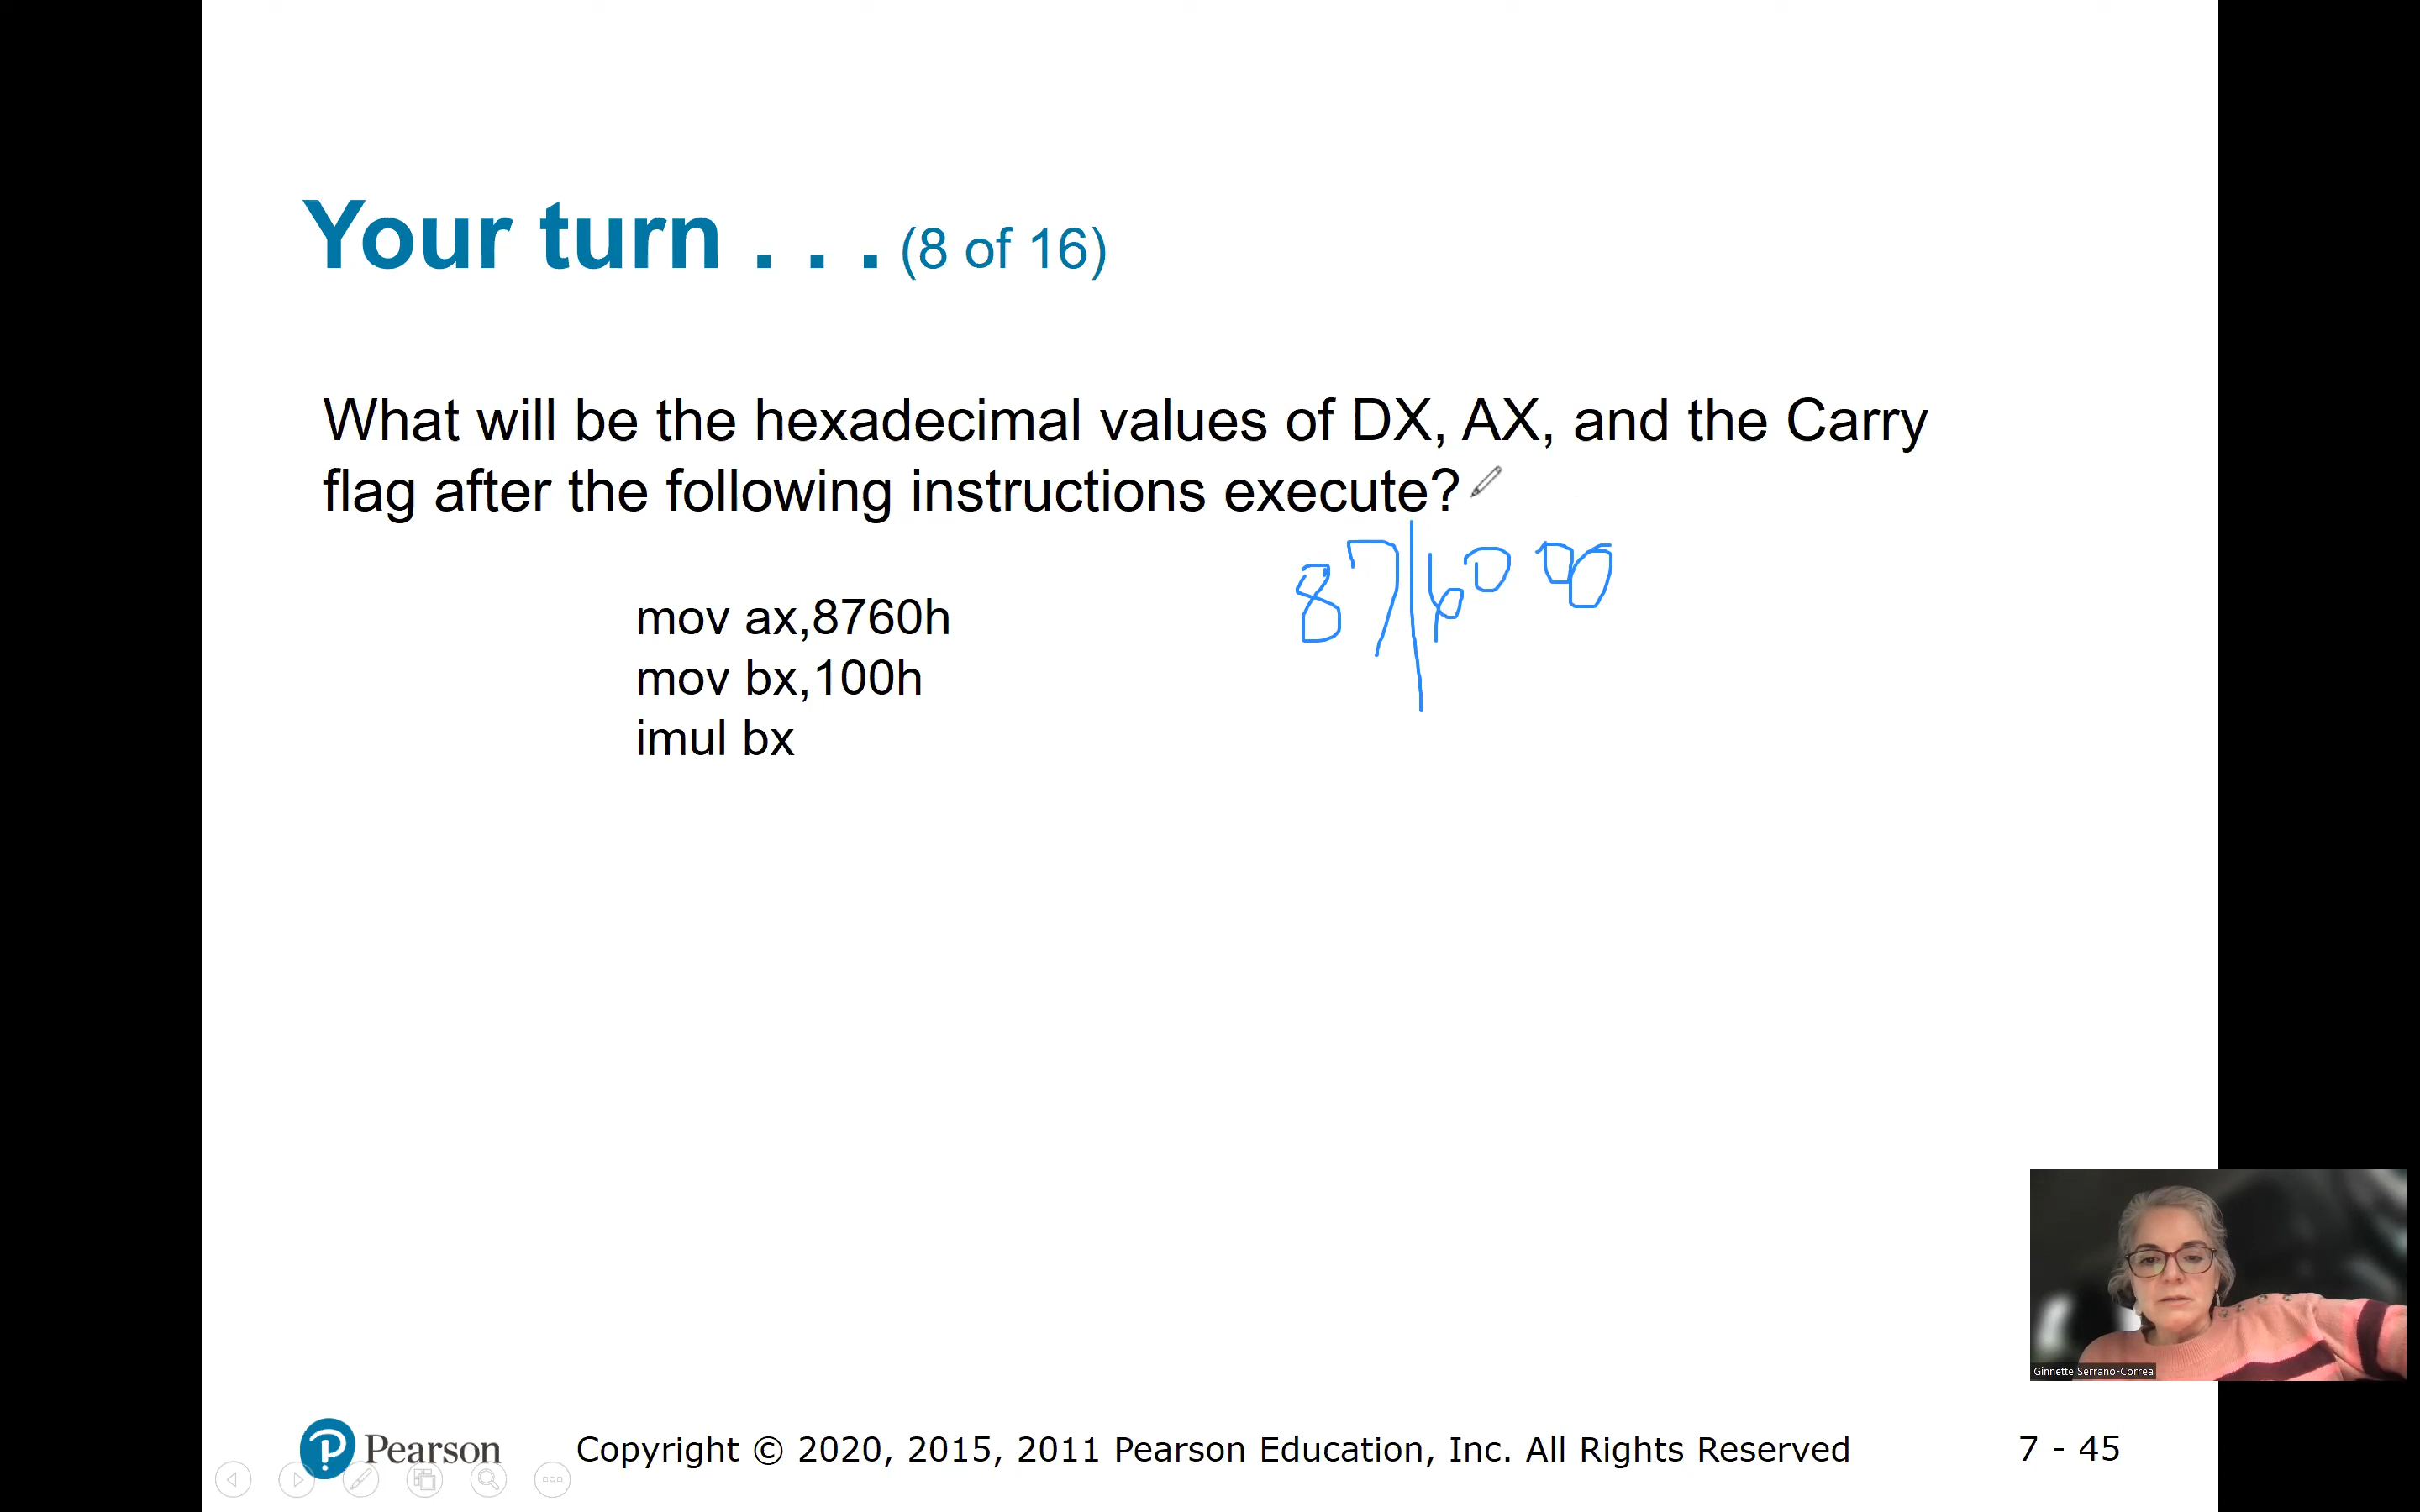 Your turn . . . (8 of 16)
What will be the hexadecimal values of DX, AX, and the Carry
flag after the following instructions execute?
87|6000
mov ax,8760h
mov bx,100h
imul bx
Ginnette Serrano-Correa
Pearson
Copyright © 2020, 2015, 2011 Pearson Education, Inc. All Rights Reserved
7 - 45